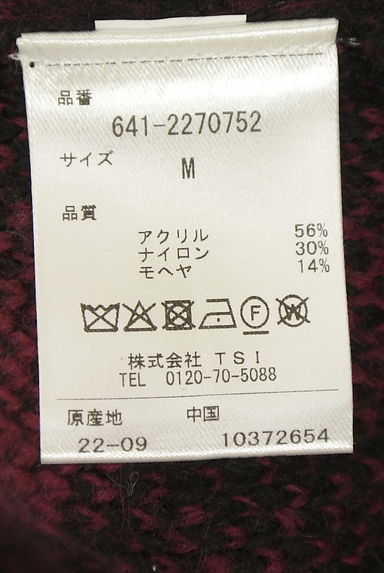 品番
641-2270752
サイズ
M
品質
アクリル 56%
ナイロン 30%
モヘヤ 14%
F W
株式会社 TSI
TEL 0120-70-5088
原産地 中国
22-09 10372654